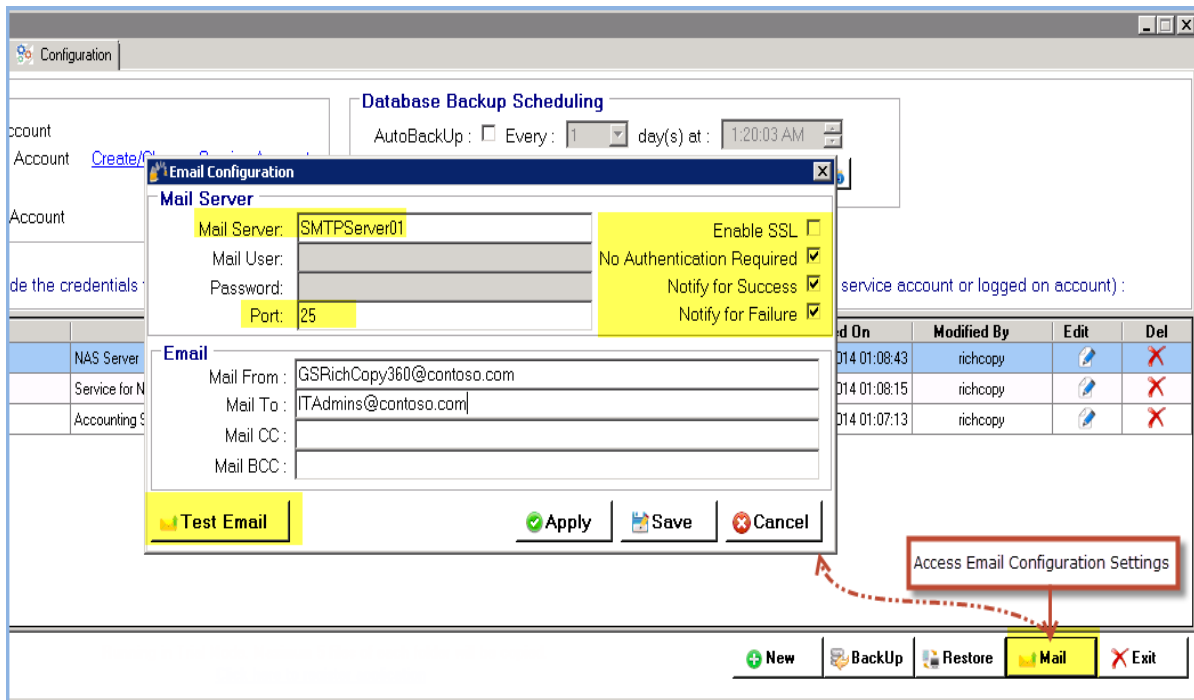 Configuration
Database Backup Scheduling
ccount
AutoBackUp : Every : 1 day(s) at : 1:20:03 AM
Account Create/
Account
Email Configuration
Mail Server
Mail Server: SMTPServer01
Enable SSL
Mail User:
No Authentication Required
Password:
Notify for Success
Port: 25
Notify for Failure
de the credentials
service account or logged on account) :
d On Modified By Edit Del
NAS Server
014 01:08:43 richcopy
Service for N
014 01:08:15 richcopy
Accounting S
014 01:07:13 richcopy
Email
Mail From : GSRichCopy360@contoso.com
Mail To : ITAdmins@contoso.com
Mail CC :
Mail BCC :
Test Email Apply Save Cancel
Access Email Configuration Settings
New BackUp Restore Mail Exit